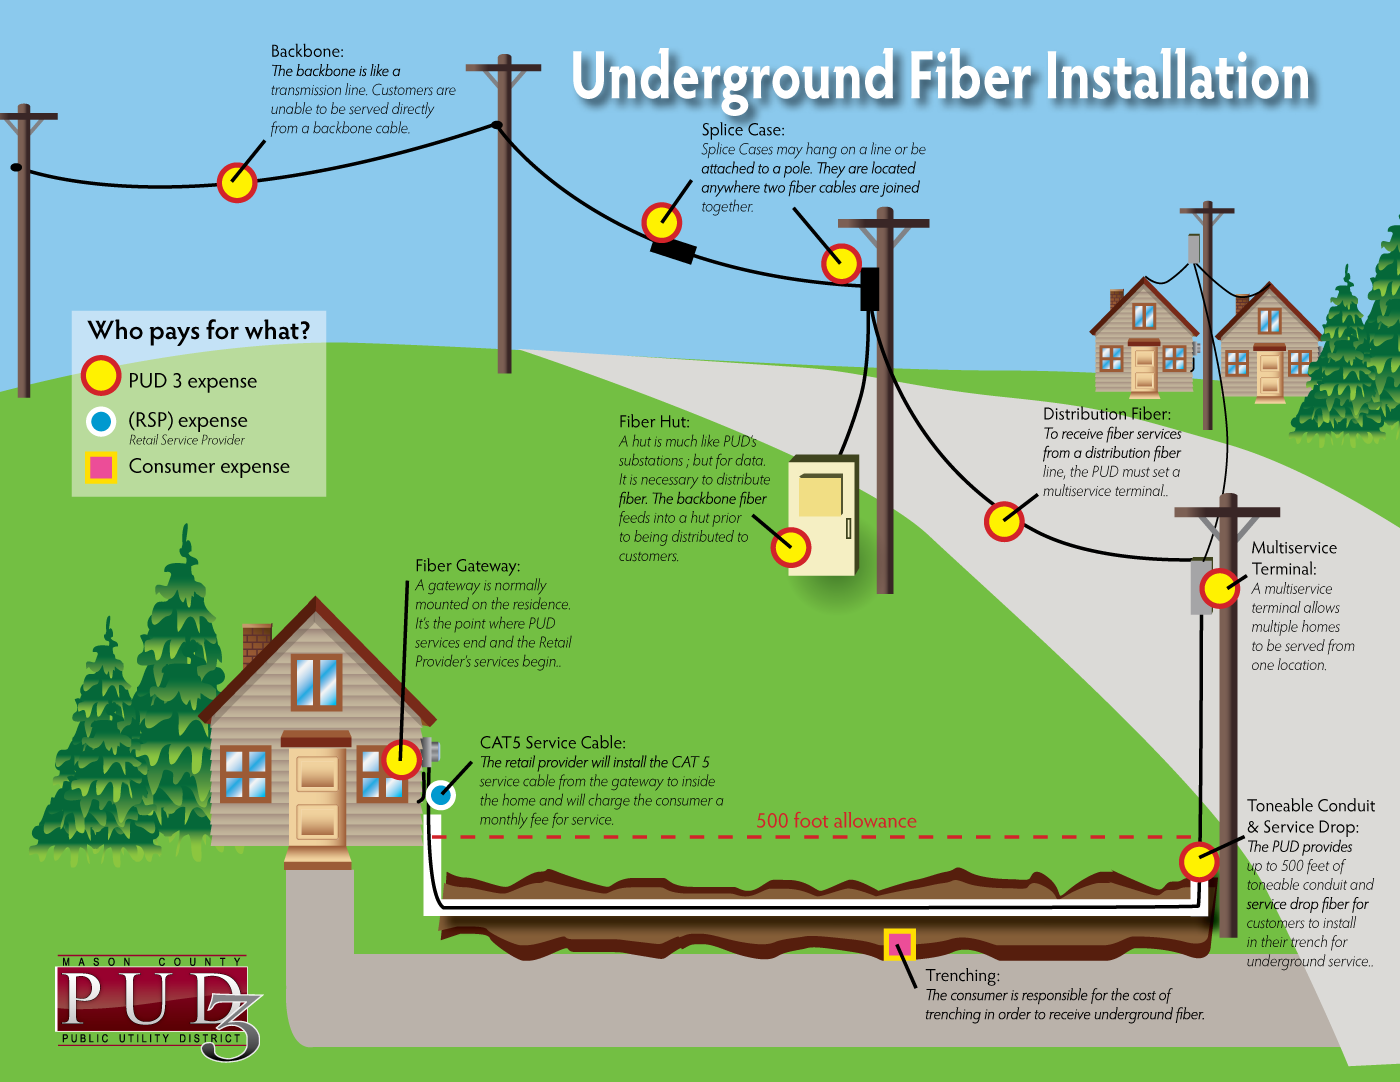 Underground Fiber Installation
Backbone:
The backbone is like a
transmission line. Customers are
unable to be served directly
from a backbone cable.
Splice Case:
Splice Cases may hang on a line or be
attached to a pole. They are located
anywhere two fiber cables are joined
together.
Who pays for what?
PUD 3 expense
(RSP) expense
Retail Service Provider
Consumer expense
Fiber Hut:
A hut is much like PUD's
substations ; but for data.
It is necessary to distribute
fiber. The backbone fiber
feeds into a hut prior
to being distributed to
customers.
Distribution Fiber:
To receive fiber services
from a distribution fiber
line, the PUD must set a
multiservice terminal..
Multiservice
Terminal:
A multiservice
terminal allows
multiple homes
to be served from
one location.
Fiber Gateway:
A gateway is normally
mounted on the residence.
It's the point where PUD
services end and the Retail
Provider's services begin..
CAT5 Service Cable:
The retail provider will install the CAT 5
service cable from the gateway to inside
the home and will charge the consumer a
monthly fee for service.
500 foot allowance
Toneable Conduit
& Service Drop:
The PUD provides
up to 500 feet of
toneable conduit and
service drop fiber for
customers to install
in their trench for
underground service..
Trenching:
The consumer is responsible for the cost of
trenching in order to receive underground fiber.
MASON COUNTY
PUD
3
PUBLIC UTILITY DISTRICT